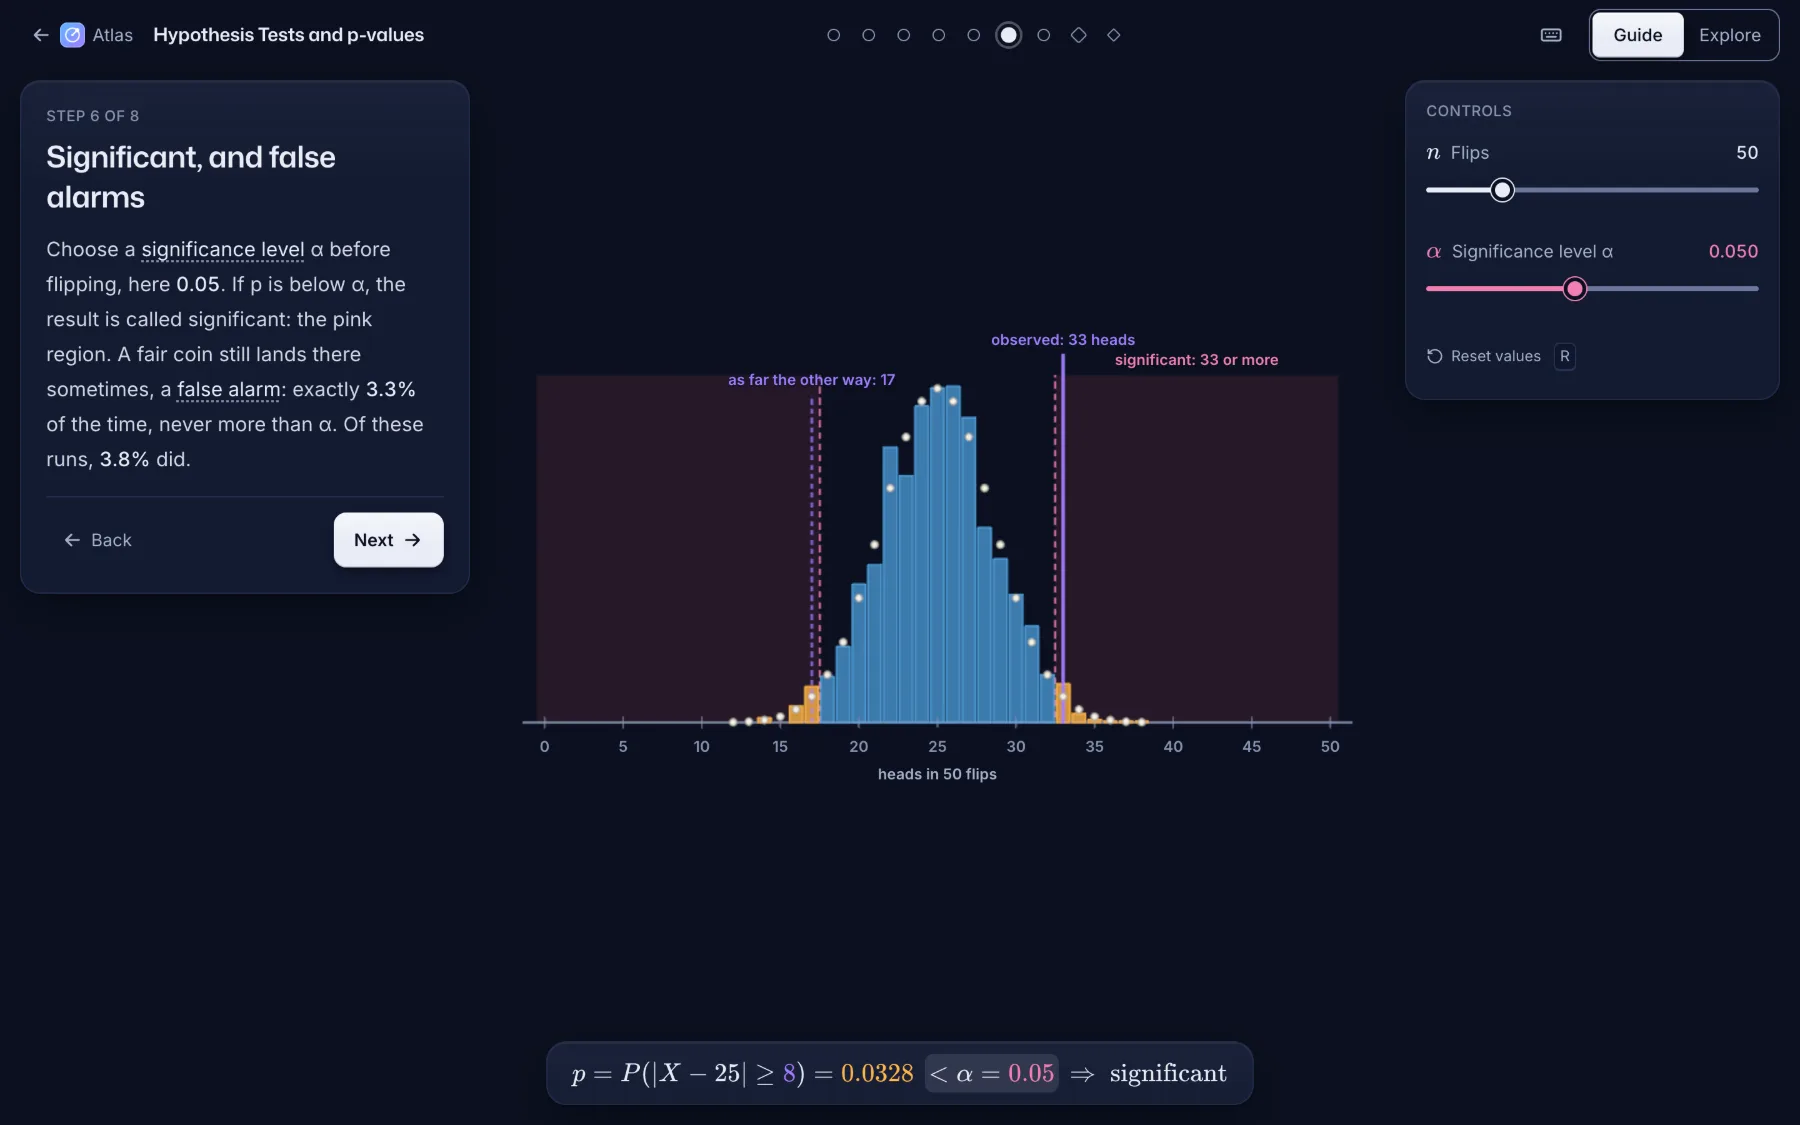 Atlas
Hypothesis Tests and p-values
Guide
Explore
STEP 6 OF 8
Significant, and false
alarms
Choose a significance level α before
flipping, here 0.05. If p is below α, the
result is called significant: the pink
region. A fair coin still lands there
sometimes, a false alarm: exactly 3.3%
of the time, never more than α. Of these
runs, 3.8% did.
← Back
Next →
CONTROLS
n Flips 50
α Significance level α 0.050
Reset values R
observed: 33 heads
significant: 33 or more
as far the other way: 17
0 5 10 15 20 25 30 35 40 45 50
heads in 50 flips
p = P(|X − 25| ≥ 8) = 0.0328 < α = 0.05 ⇒ significant